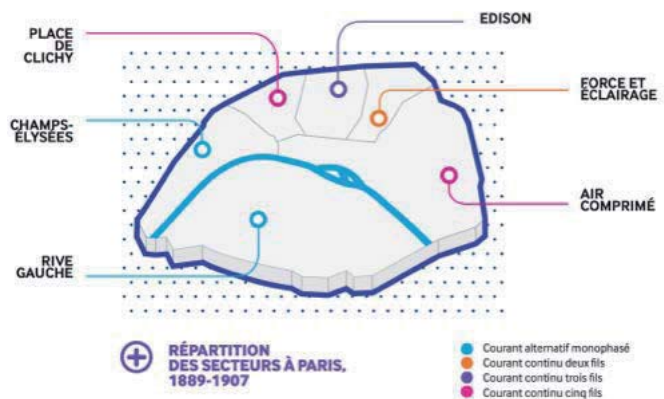 PLACE
DE
CLICHY
EDISON
CHAMPS-
ÉLYSÉES
FORCE ET
ÉCLAIRAGE
AIR
COMPRIMÉ
RIVE
GAUCHE
RÉPARTITION
DES SECTEURS À PARIS,
1889-1907
Courant alternatif monophasé
Courant continu deux fils
Courant continu trois fils
Courant continu cinq fils